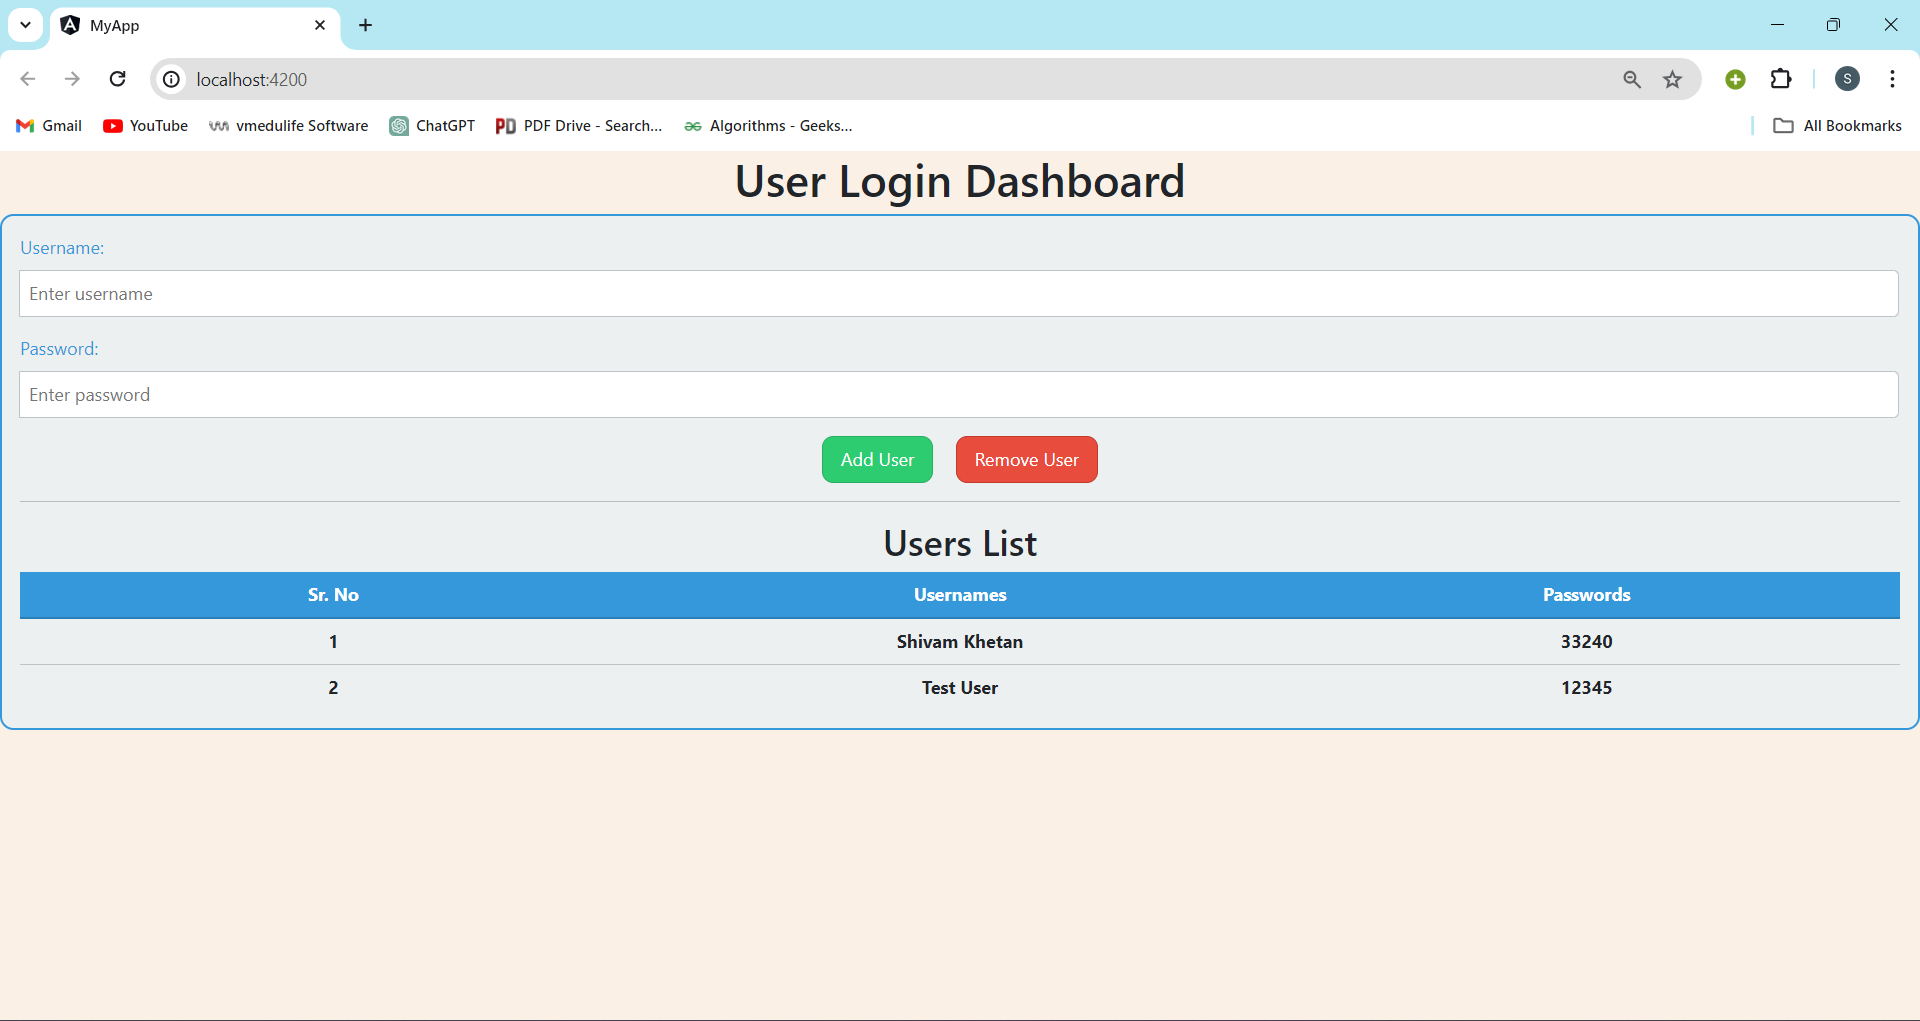 MyApp
localhost:4200
S
Gmail YouTube vmedulife Software ChatGPT PDF Drive - Search... Algorithms - Geeks... All Bookmarks
User Login Dashboard
Username:
Enter username
Password:
Enter password
Add User Remove User
Users List
Sr. No Usernames Passwords
1 Shivam Khetan 33240
2 Test User 12345